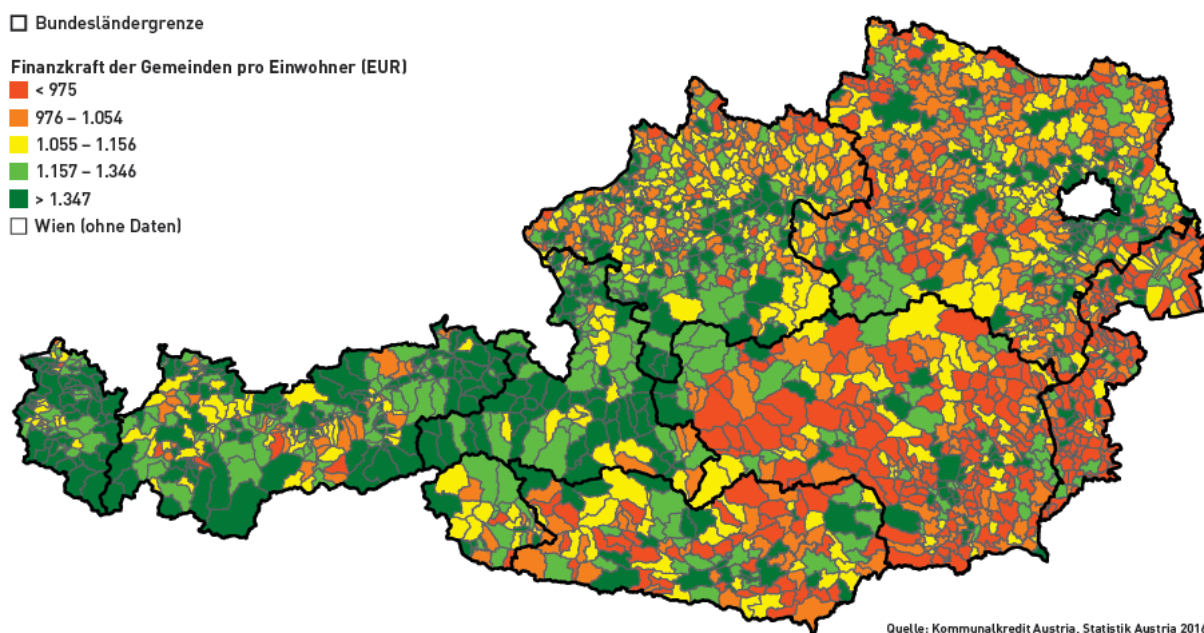 Bundesländergrenze
Finanzkraft der Gemeinden pro Einwohner (EUR)
< 975
976 – 1.054
1.055 – 1.156
1.157 – 1.346
> 1.347
Wien (ohne Daten)
Quelle: Kommunalkredit Austria, Statistik Austria 2016